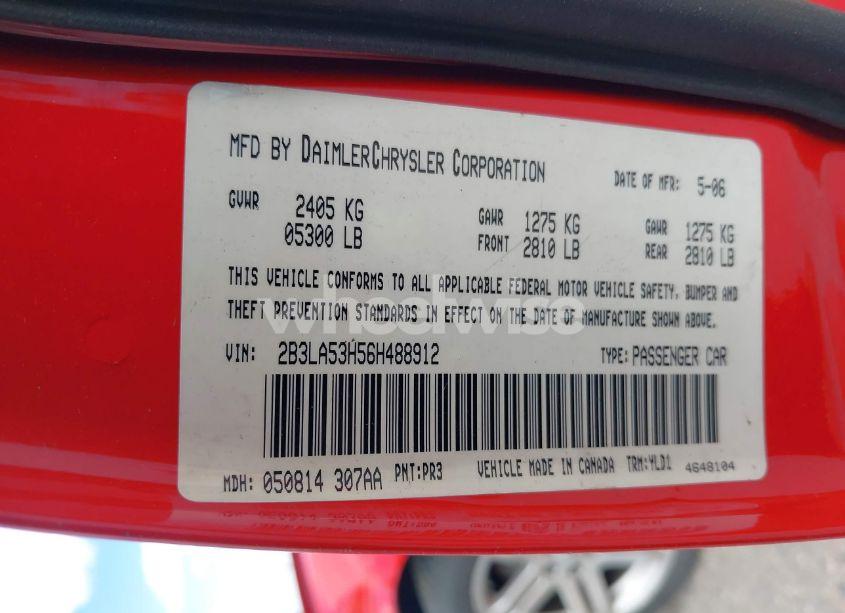 MFD BY DAIMLERCHRYSLER CORPORATION DATE OF MFR: 5-06
GVWR 2405 KG GAWR 1275 KG GAWR 1275 KG
05300 LB FRONT 2810 LB REAR 2810 LB
THIS VEHICLE CONFORMS TO ALL APPLICABLE FEDERAL MOTOR VEHICLE SAFETY, BUMPER AND
THEFT PREVENTION STANDARDS IN EFFECT ON THE DATE OF MANUFACTURE SHOWN ABOVE.
wheelwise
VIN: 2B3LA53H56H488912 TYPE: PASSENGER CAR
MDH: 050814 307AA PNT:PR3 VEHICLE MADE IN CANADA TRM:YLD1 4648104